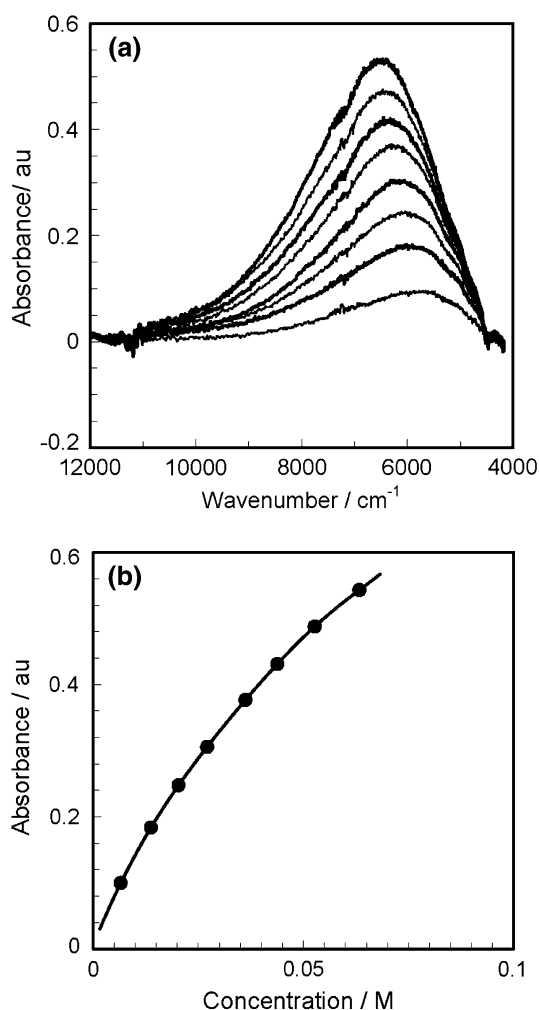 (a)
0.6
0.4
0.2
0
-0.2
Absorbance/ au
12000 10000 8000 6000 4000
Wavenumber / cm-1
(b)
0.6
0.4
0.2
0
Absorbance / au
0 0.05 0.1
Concentration / M